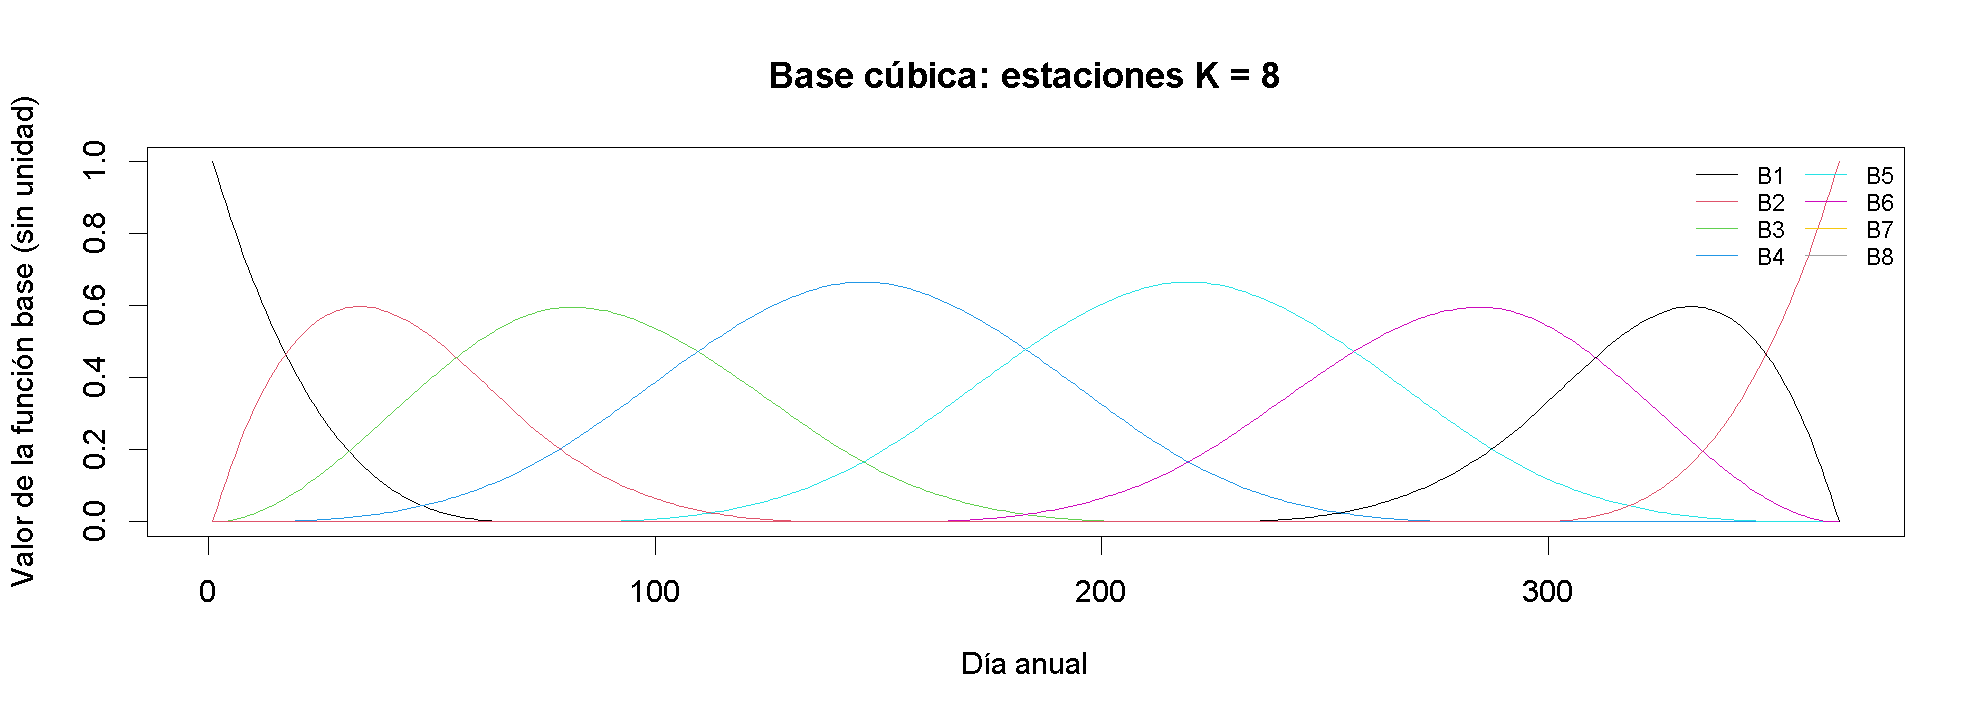 Base cúbica: estaciones K = 8
Valor de la función base (sin unidad)
1.0
0.8
0.6
0.4
0.2
0.0
B1 B5
B2 B6
B3 B7
B4 B8
0 100 200 300
Día anual